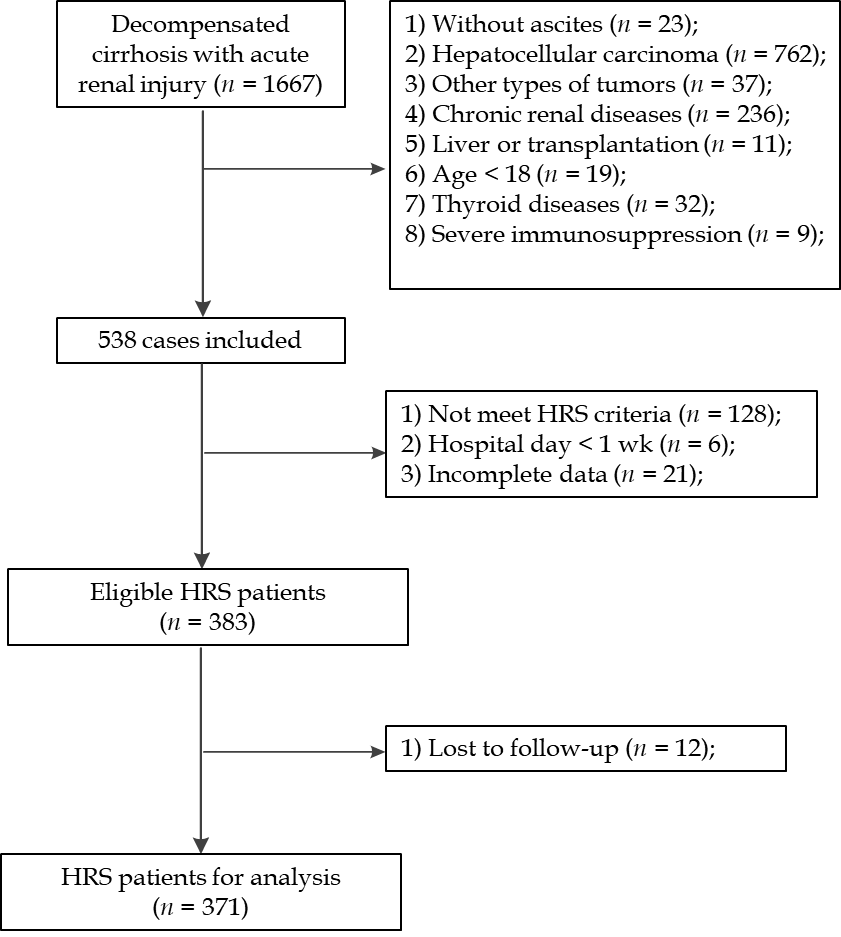 Decompensated
cirrhosis with acute
renal injury (n = 1667)
1) Without ascites (n = 23);
2) Hepatocellular carcinoma (n = 762);
3) Other types of tumors (n = 37);
4) Chronic renal diseases (n = 236);
5) Liver or transplantation (n = 11);
6) Age < 18 (n = 19);
7) Thyroid diseases (n = 32);
8) Severe immunosuppression (n = 9);
538 cases included
1) Not meet HRS criteria (n = 128);
2) Hospital day < 1 wk (n = 6);
3) Incomplete data (n = 21);
Eligible HRS patients
(n = 383)
1) Lost to follow-up (n = 12);
HRS patients for analysis
(n = 371)